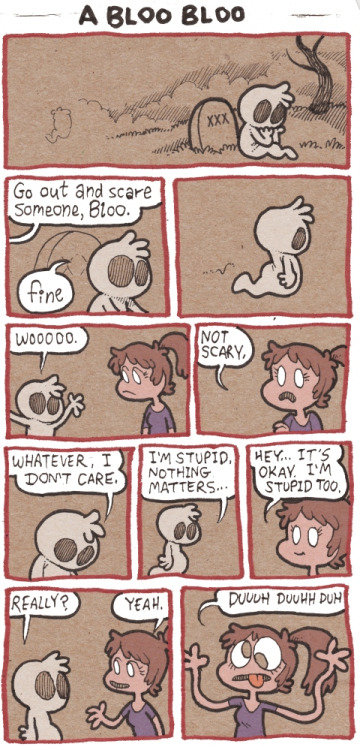 A BLOO BLOO
XXX
Go out and scare
Someone, Bloo.
fine
WOOOOO.
NOT
SCARY.
WHATEVER, I
DON'T CARE.
I'M STUPID.
NOTHING
MATTERS...
HEY... IT'S
OKAY. I'M
STUPID TOO.
REALLY?
YEAH.
DUUUH DUUHH DUH